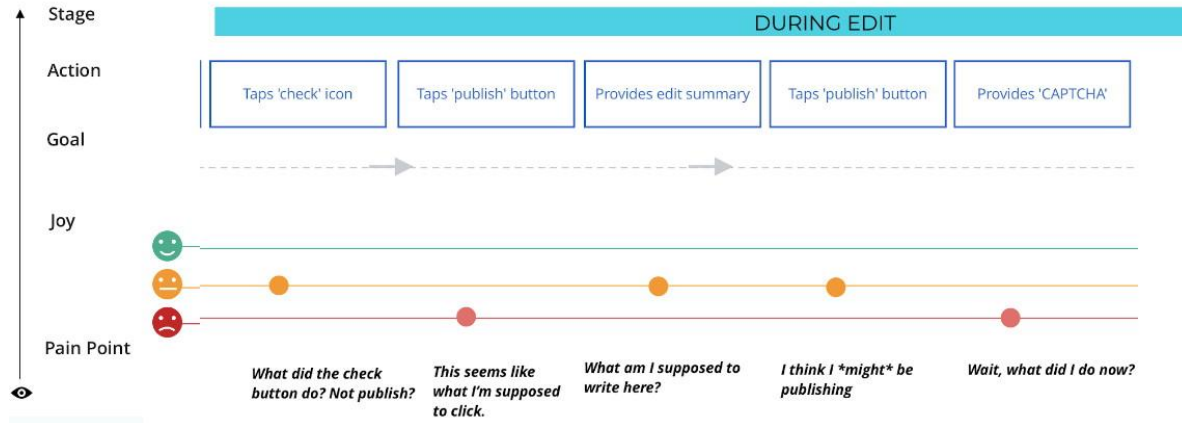 Stage
DURING EDIT
Action
Taps 'check' icon
Taps 'publish' button
Provides edit summary
Taps 'publish' button
Provides 'CAPTCHA'
Goal
Joy
Pain Point
What did the check
button do? Not publish?
This seems like
what I'm supposed
to click.
What am I supposed to
write here?
I think I *might* be
publishing
Wait, what did I do now?